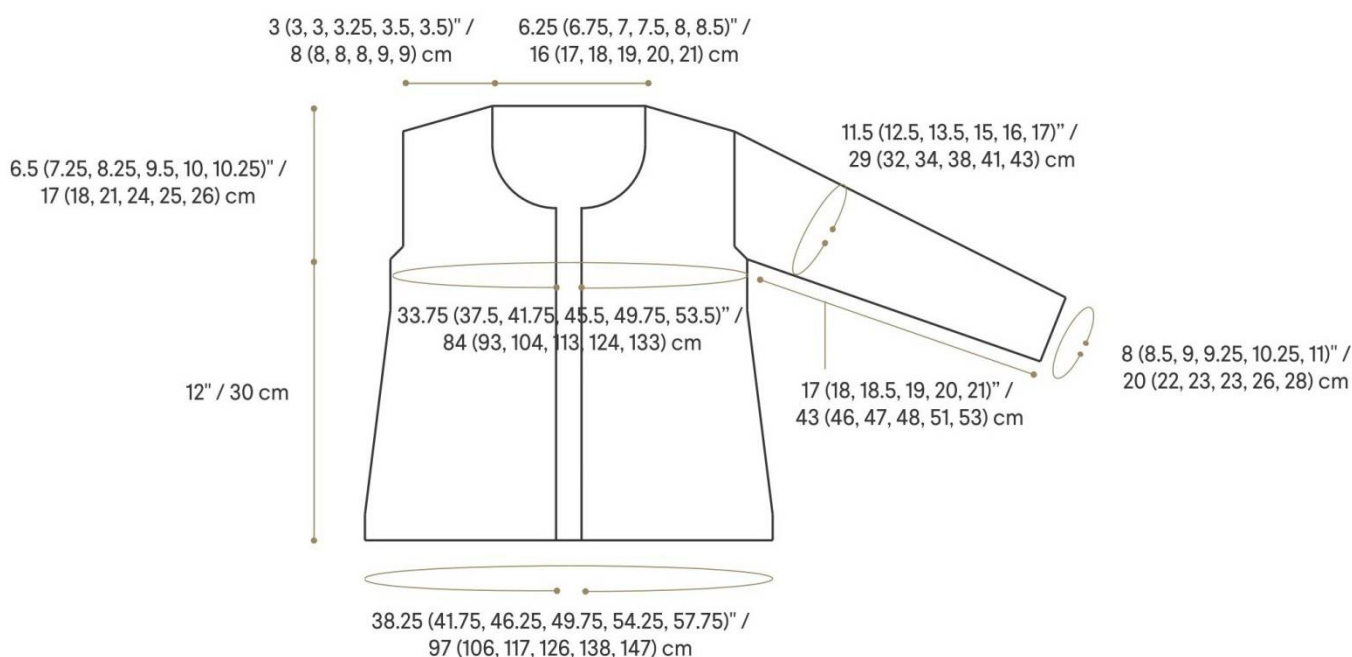 3 (3, 3, 3.25, 3.5, 3.5)" /
8 (8, 8, 8, 9, 9) cm
6.25 (6.75, 7, 7.5, 8, 8.5)" /
16 (17, 18, 19, 20, 21) cm
11.5 (12.5, 13.5, 15, 16, 17)” /
29 (32, 34, 38, 41, 43) cm
6.5 (7.25, 8.25, 9.5, 10, 10.25)" /
17 (18, 21, 24, 25, 26) cm
33.75 (37.5, 41.75, 45.5, 49.75, 53.5)” /
84 (93, 104, 113, 124, 133) cm
8 (8.5, 9, 9.25, 10.25, 11)" /
20 (22, 23, 23, 26, 28) cm
12" / 30 cm
17 (18, 18.5, 19, 20, 21)” /
43 (46, 47, 48, 51, 53) cm
38.25 (41.75, 46.25, 49.75, 54.25, 57.75)" /
97 (106, 117, 126, 138, 147) cm